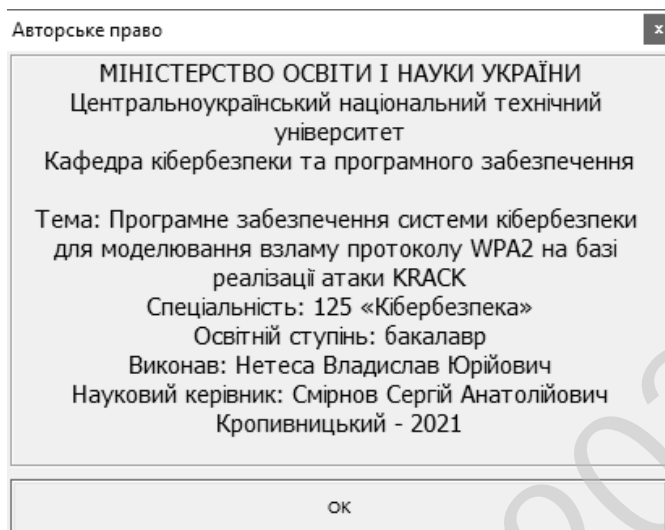 Авторське право
x
МІНІСТЕРСТВО ОСВІТИ І НАУКИ УКРАЇНИ
Центральноукраїнський національний технічний
університет
Кафедра кібербезпеки та програмного забезпечення
Тема: Програмне забезпечення системи кібербезпеки
для моделювання взламу протоколу WPA2 на базі
реалізації атаки KRACK
Спеціальність: 125 «Кібербезпека»
Освітній ступінь: бакалавр
Виконав: Нетеса Владислав Юрійович
Науковий керівник: Смірнов Сергій Анатолійович
Кропивницький - 2021
OK